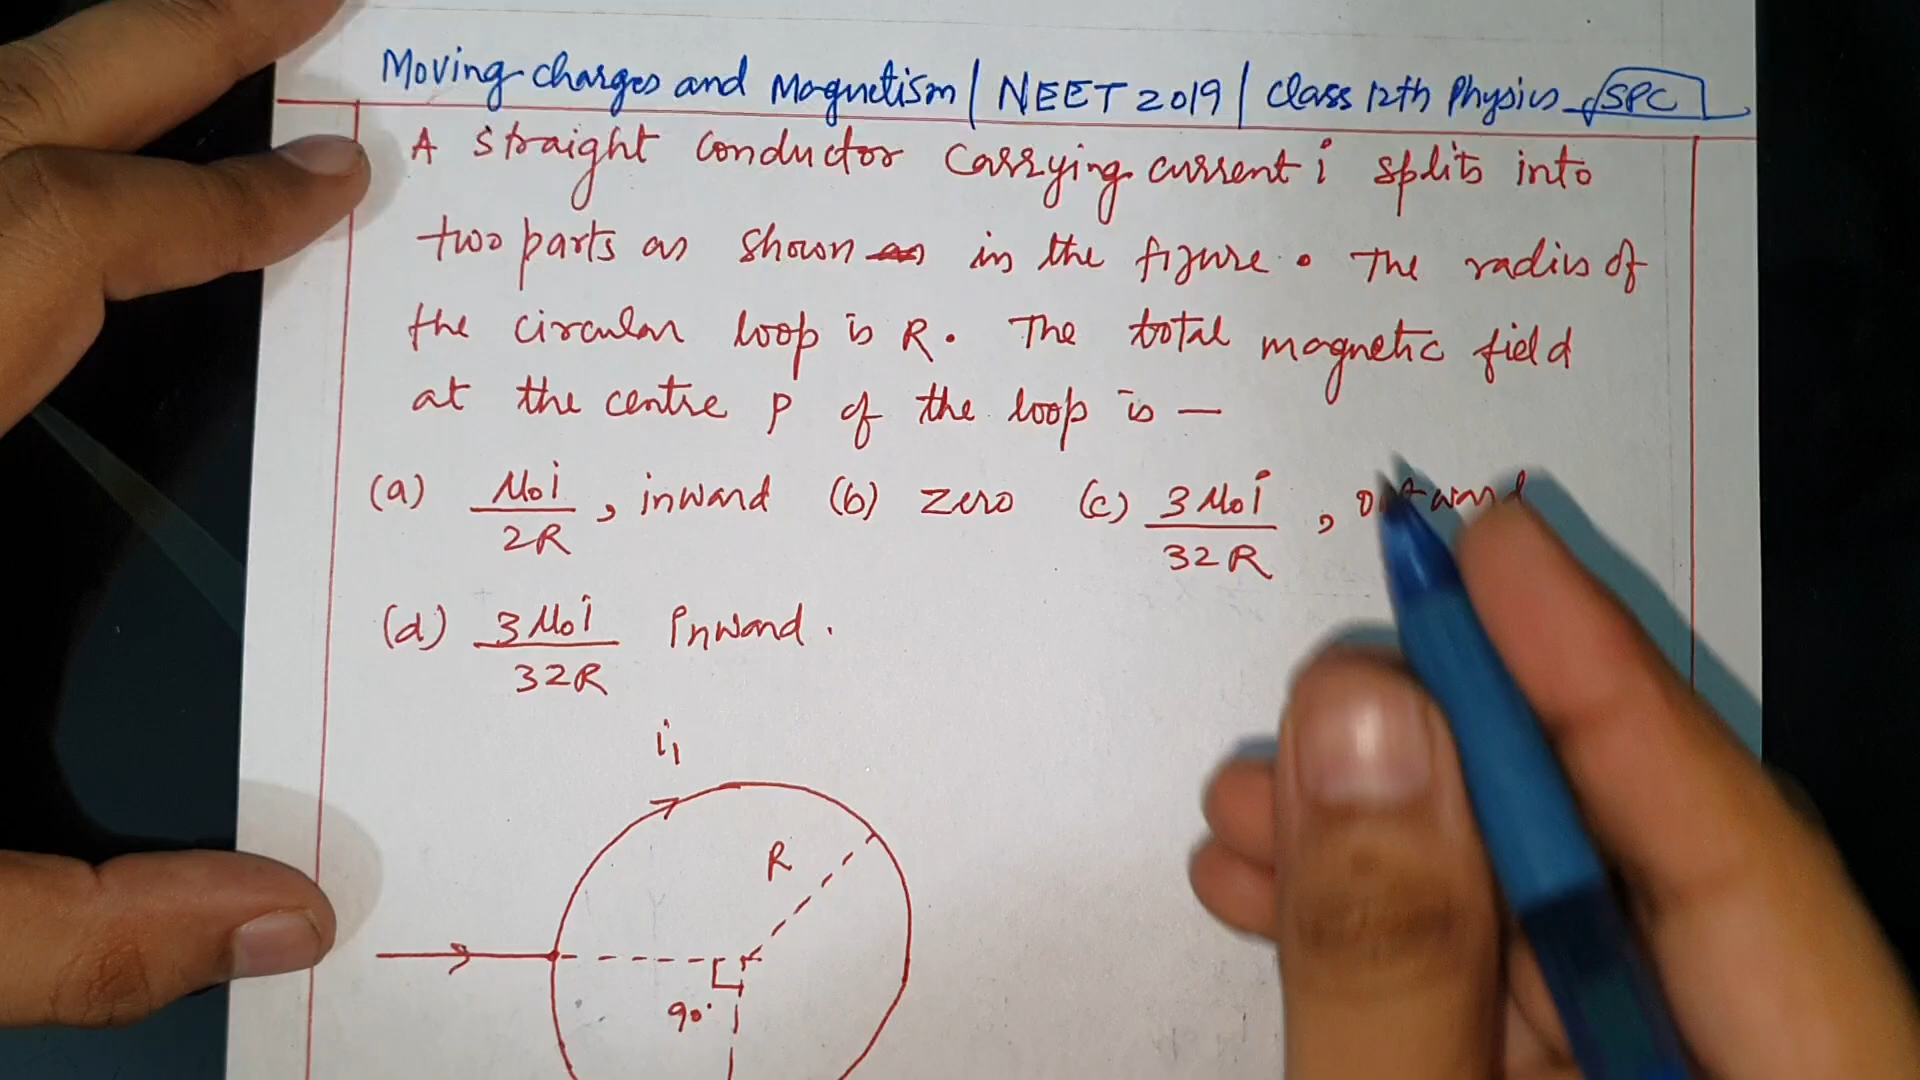 Moving charges and Magnetism | NEET 2019 | Class 12th Physics SPC
A straight conductor carrying current i splits into
two parts as shown in the figure. The radius of
the circular loop is R. The total magnetic field
at the centre P of the loop is —
(a) μ₀i / 2R , inward (b) zero (c) 3μ₀i / 32R , outward
(d) 3μ₀i / 32R Inward.
i₁
R
90°